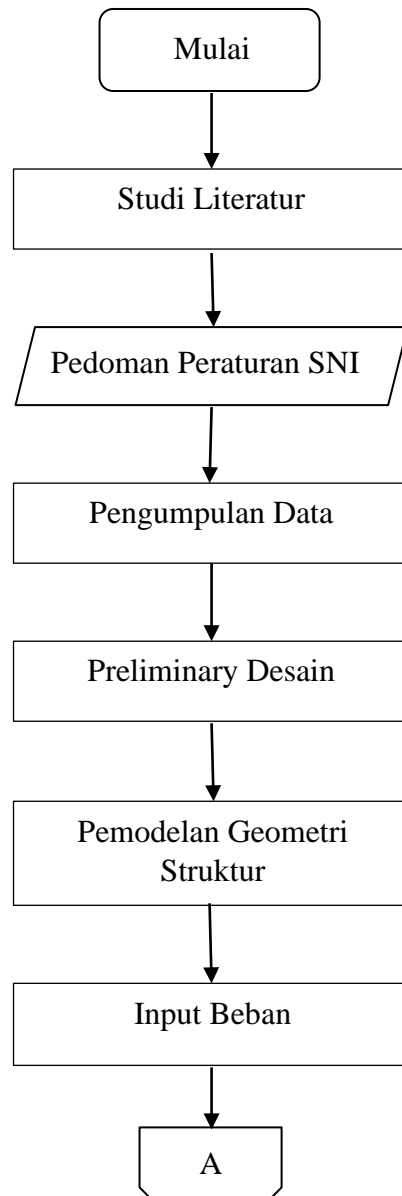 Mulai
Studi Literatur
Pedoman Peraturan SNI
Pengumpulan Data
Preliminary Desain
Pemodelan Geometri
Struktur
Input Beban
A